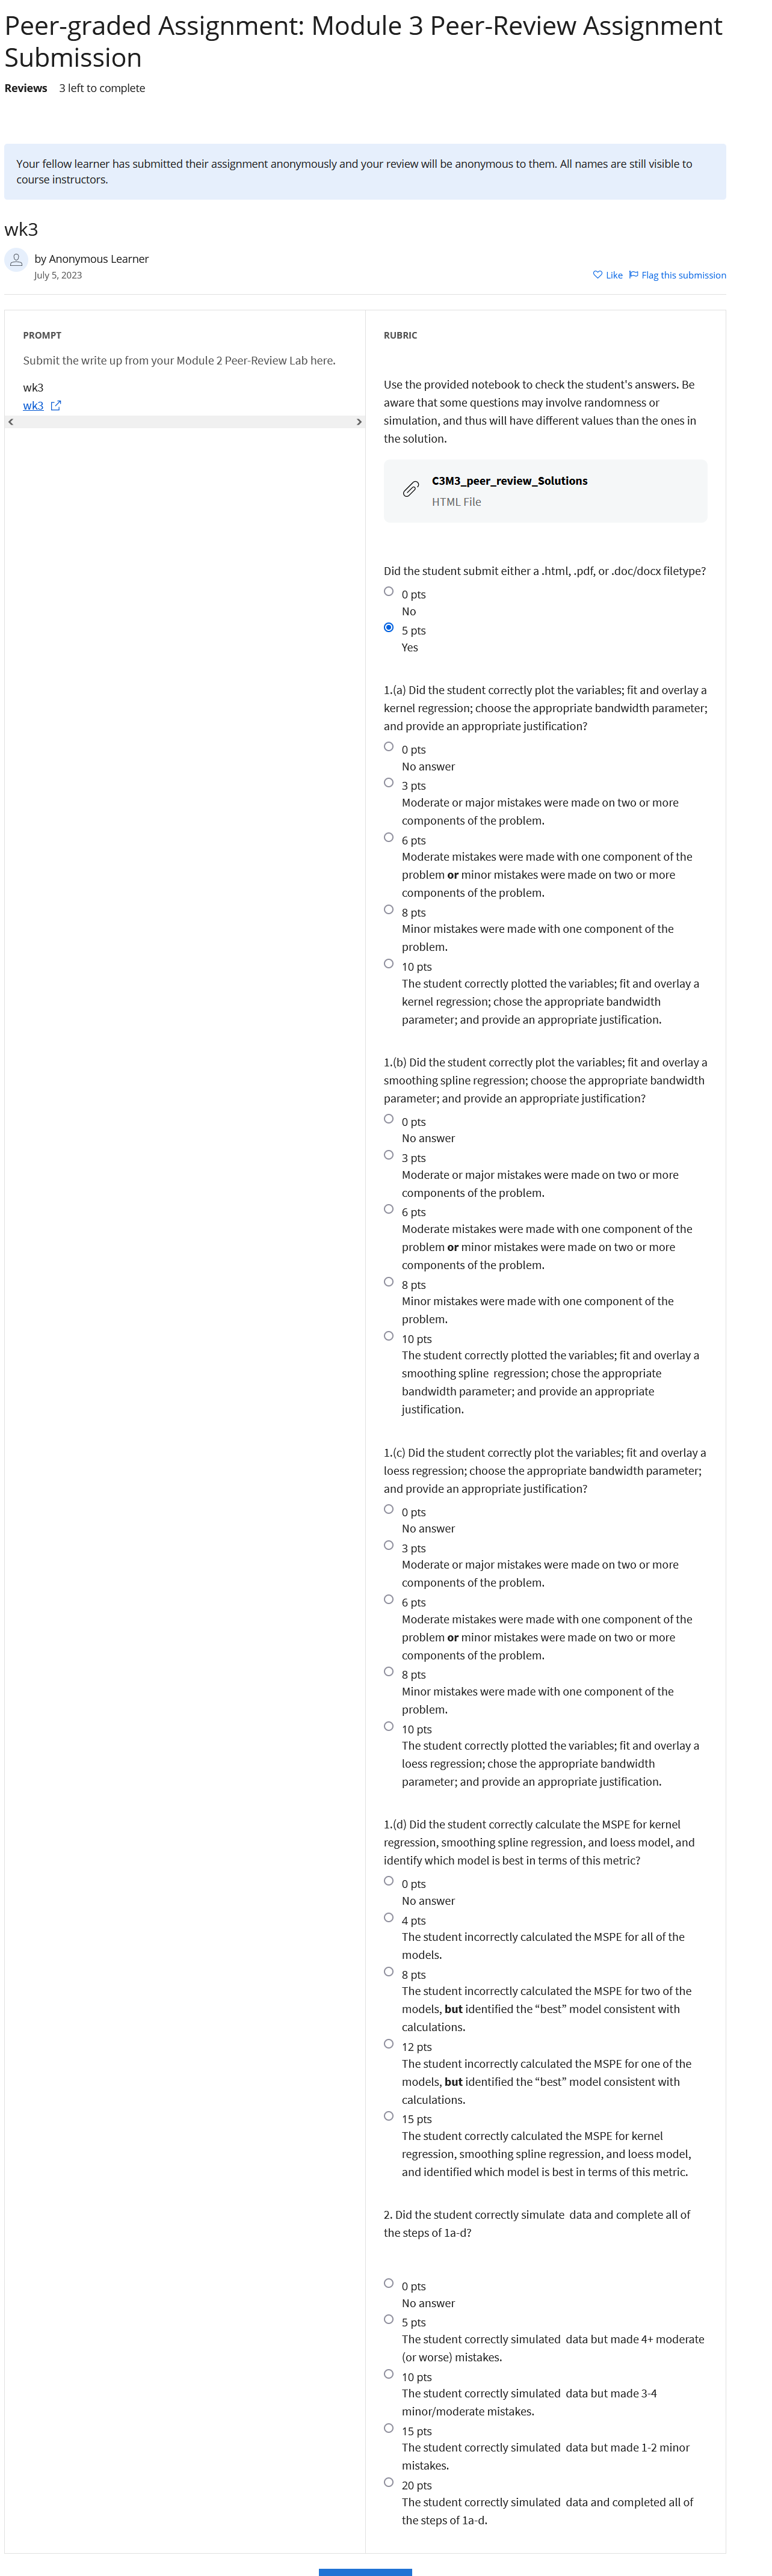 Peer-graded Assignment: Module 3 Peer-Review Assignment
Submission
Reviews 3 left to complete
Your fellow learner has submitted their assignment anonymously and your review will be anonymous to them. All names are still visible to
course instructors.
wk3
by Anonymous Learner
July 5, 2023
Like Flag this submission
PROMPT
Submit the write up from your Module 2 Peer-Review Lab here.
wk3
wk3
RUBRIC
Use the provided notebook to check the student's answers. Be
aware that some questions may involve randomness or
simulation, and thus will have different values than the ones in
the solution.
C3M3_peer_review_Solutions
HTML File
Did the student submit either a .html, .pdf, or .doc/docx filetype?
0 pts
No
5 pts
Yes
1.(a) Did the student correctly plot the variables; fit and overlay a
kernel regression; choose the appropriate bandwidth parameter;
and provide an appropriate justification?
0 pts
No answer
3 pts
Moderate or major mistakes were made on two or more
components of the problem.
6 pts
Moderate mistakes were made with one component of the
problem or minor mistakes were made on two or more
components of the problem.
8 pts
Minor mistakes were made with one component of the
problem.
10 pts
The student correctly plotted the variables; fit and overlay a
kernel regression; chose the appropriate bandwidth
parameter; and provide an appropriate justification.
1.(b) Did the student correctly plot the variables; fit and overlay a
smoothing spline regression; choose the appropriate bandwidth
parameter; and provide an appropriate justification?
0 pts
No answer
3 pts
Moderate or major mistakes were made on two or more
components of the problem.
6 pts
Moderate mistakes were made with one component of the
problem or minor mistakes were made on two or more
components of the problem.
8 pts
Minor mistakes were made with one component of the
problem.
10 pts
The student correctly plotted the variables; fit and overlay a
smoothing spline regression; chose the appropriate
bandwidth parameter; and provide an appropriate
justification.
1.(c) Did the student correctly plot the variables; fit and overlay a
loess regression; choose the appropriate bandwidth parameter;
and provide an appropriate justification?
0 pts
No answer
3 pts
Moderate or major mistakes were made on two or more
components of the problem.
6 pts
Moderate mistakes were made with one component of the
problem or minor mistakes were made on two or more
components of the problem.
8 pts
Minor mistakes were made with one component of the
problem.
10 pts
The student correctly plotted the variables; fit and overlay a
loess regression; chose the appropriate bandwidth
parameter; and provide an appropriate justification.
1.(d) Did the student correctly calculate the MSPE for kernel
regression, smoothing spline regression, and loess model, and
identify which model is best in terms of this metric?
0 pts
No answer
4 pts
The student incorrectly calculated the MSPE for all of the
models.
8 pts
The student incorrectly calculated the MSPE for two of the
models, but identified the “best” model consistent with
calculations.
12 pts
The student incorrectly calculated the MSPE for one of the
models, but identified the “best” model consistent with
calculations.
15 pts
The student correctly calculated the MSPE for kernel
regression, smoothing spline regression, and loess model,
and identified which model is best in terms of this metric.
2. Did the student correctly simulate data and complete all of
the steps of 1a-d?
0 pts
No answer
5 pts
The student correctly simulated data but made 4+ moderate
(or worse) mistakes.
10 pts
The student correctly simulated data but made 3-4
minor/moderate mistakes.
15 pts
The student correctly simulated data but made 1-2 minor
mistakes.
20 pts
The student correctly simulated data and completed all of
the steps of 1a-d.